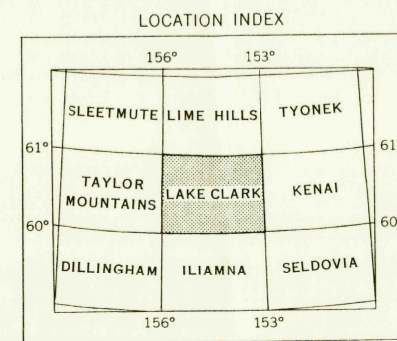 LOCATION INDEX
156° 153°
SLEETMUTE LIME HILLS TYONEK
61° 61
TAYLOR MOUNTAINS LAKE CLARK KENAI
60° 60
DILLINGHAM ILIAMNA SELDOVIA
156° 153°